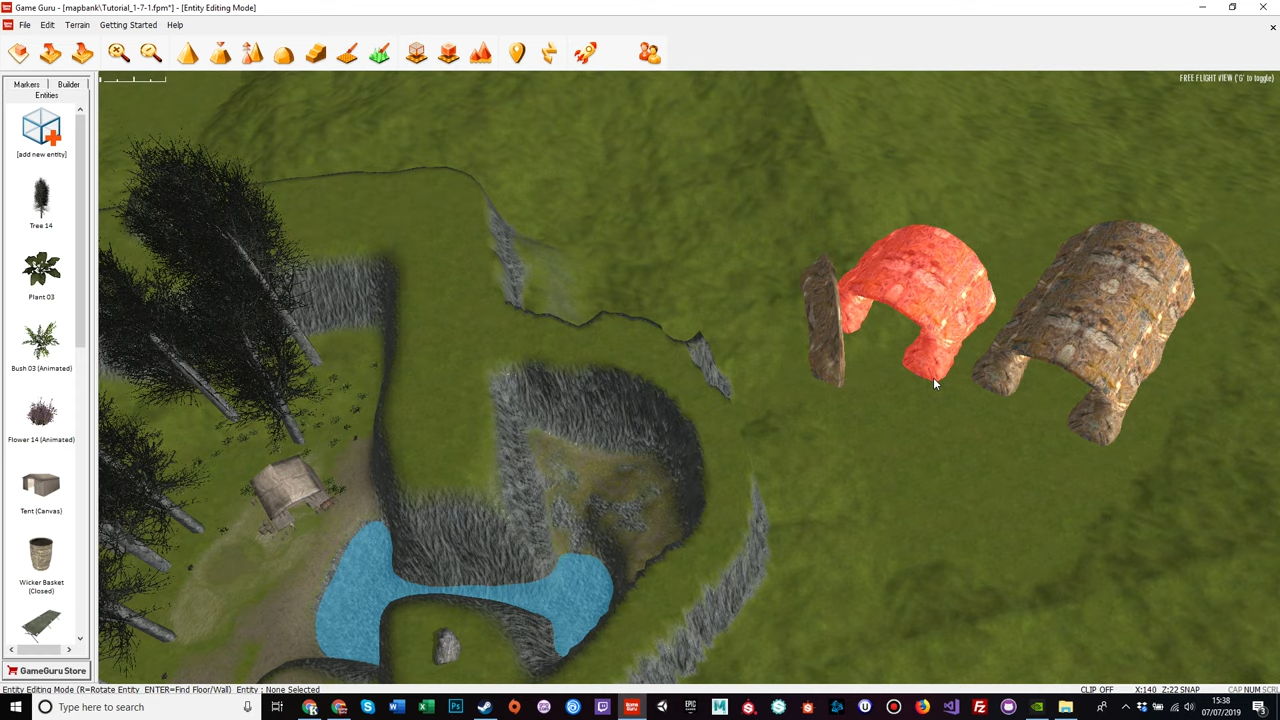 Game Guru - [mapbank\Tutorial_1-7-1.fpm*] - [Entity Editing Mode]
File Edit Terrain Getting Started Help
Markers Builder
Entities
FREE FLIGHT VIEW ('G' to toggle)
[add new entity]
Tree 14
Plant 03
Bush 03 (Animated)
Flower 14 (Animated)
Tent (Canvas)
Wicker Basket
(Closed)
GameGuru Store
Entity Editing Mode (R=Rotate Entity ENTER=Find Floor/Wall) Entity : None Selected
CLIP OFF X:140 Z:22 SNAP CAP NUM SCRL
Type here to search
15:38
07/07/2019